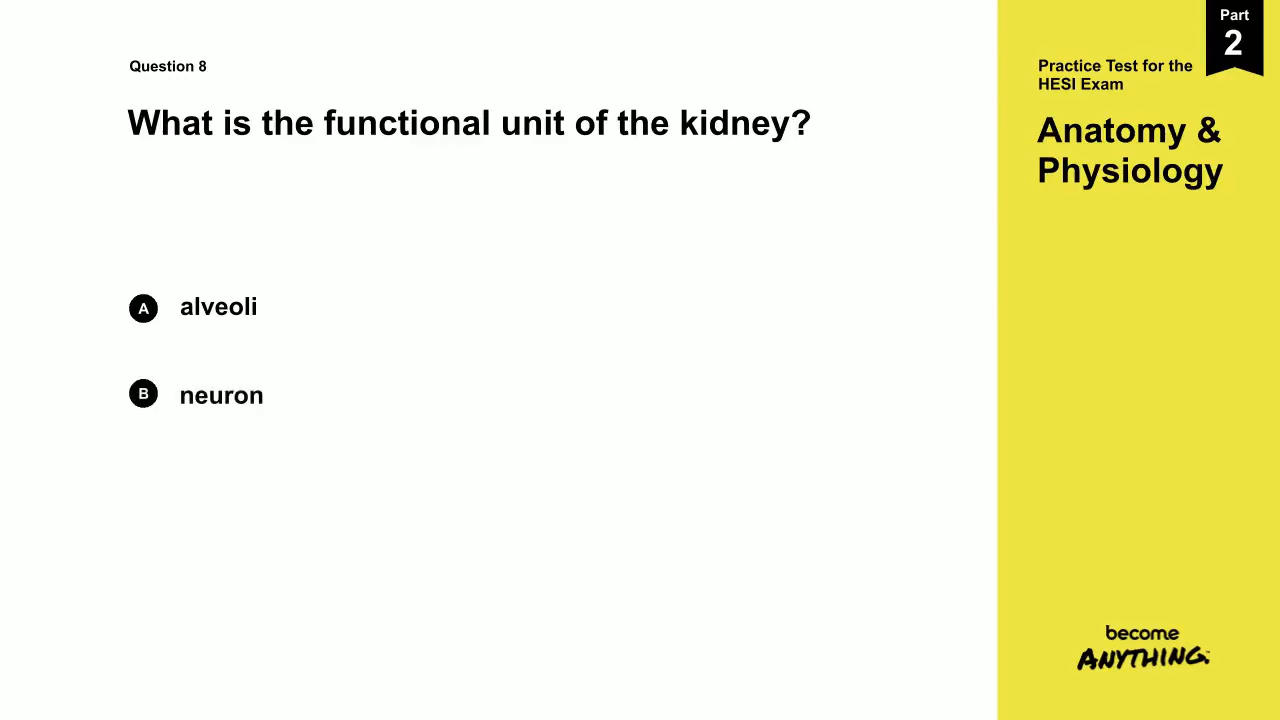 Question 8
What is the functional unit of the kidney?
A alveoli
B neuron
Part
2
Practice Test for the
HESI Exam
Anatomy &
Physiology
become
ANYTHING.